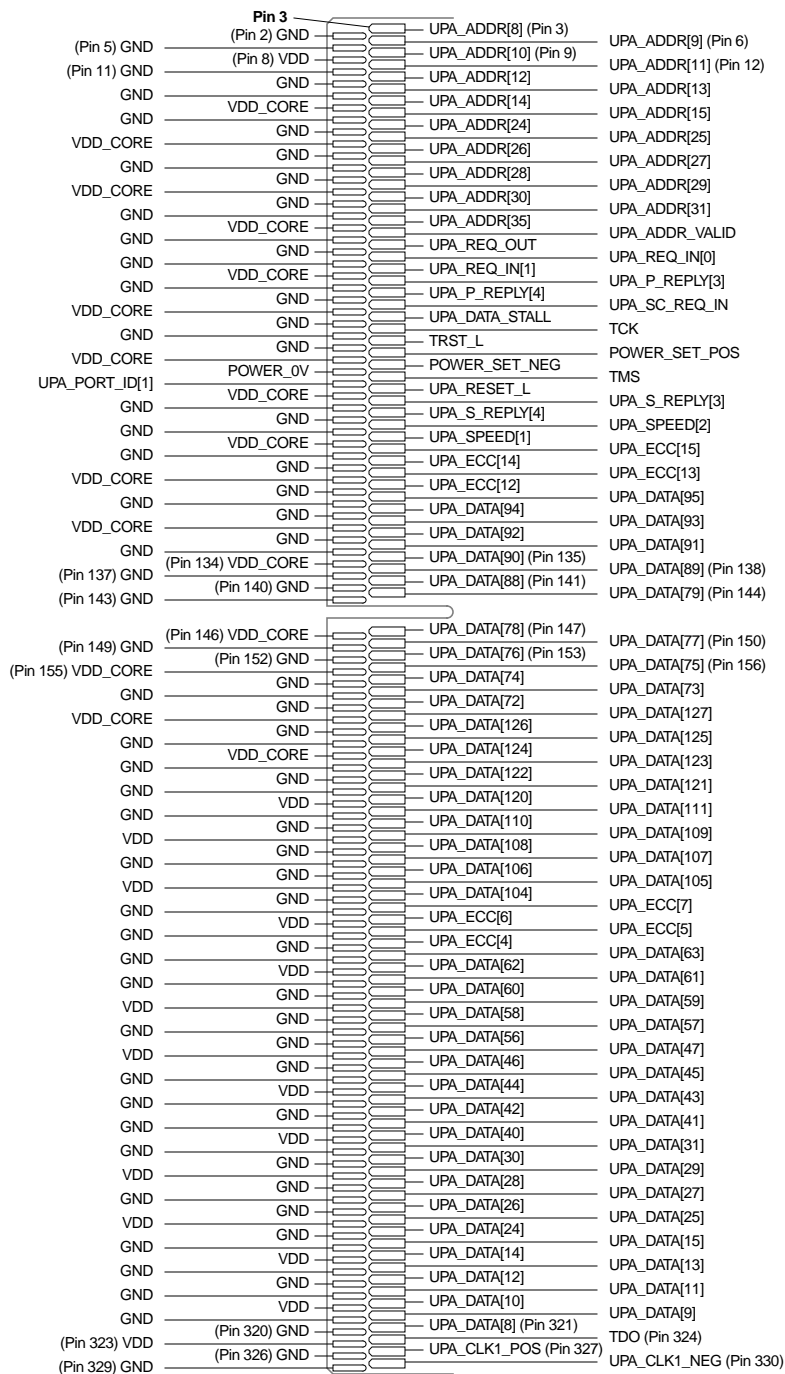 Pin 3
(Pin 2) GND UPA_ADDR[8] (Pin 3)
(Pin 5) GND UPA_ADDR[9] (Pin 6)
(Pin 8) VDD UPA_ADDR[10] (Pin 9)
(Pin 11) GND UPA_ADDR[11] (Pin 12)
GND UPA_ADDR[12]
GND UPA_ADDR[13]
VDD_CORE UPA_ADDR[14]
GND UPA_ADDR[15]
GND UPA_ADDR[24]
VDD_CORE UPA_ADDR[25]
GND UPA_ADDR[26]
GND UPA_ADDR[27]
GND UPA_ADDR[28]
VDD_CORE UPA_ADDR[29]
GND UPA_ADDR[30]
GND UPA_ADDR[31]
VDD_CORE UPA_ADDR[35]
GND UPA_ADDR_VALID
GND UPA_REQ_OUT
GND UPA_REQ_IN[0]
VDD_CORE UPA_REQ_IN[1]
GND UPA_P_REPLY[3]
GND UPA_P_REPLY[4]
VDD_CORE UPA_SC_REQ_IN
GND UPA_DATA_STALL
GND TCK
GND TRST_L
VDD_CORE POWER_SET_POS
POWER_0V POWER_SET_NEG
UPA_PORT_ID[1] TMS
VDD_CORE UPA_RESET_L
GND UPA_S_REPLY[3]
GND UPA_S_REPLY[4]
GND UPA_SPEED[2]
VDD_CORE UPA_SPEED[1]
GND UPA_ECC[15]
GND UPA_ECC[14]
VDD_CORE UPA_ECC[13]
GND UPA_ECC[12]
GND UPA_DATA[95]
GND UPA_DATA[94]
VDD_CORE UPA_DATA[93]
GND UPA_DATA[92]
GND UPA_DATA[91]
(Pin 134) VDD_CORE UPA_DATA[90] (Pin 135)
(Pin 137) GND UPA_DATA[89] (Pin 138)
(Pin 140) GND UPA_DATA[88] (Pin 141)
(Pin 143) GND UPA_DATA[79] (Pin 144)
(Pin 146) VDD_CORE UPA_DATA[78] (Pin 147)
(Pin 149) GND UPA_DATA[77] (Pin 150)
(Pin 152) GND UPA_DATA[76] (Pin 153)
(Pin 155) VDD_CORE UPA_DATA[75] (Pin 156)
GND UPA_DATA[74]
GND UPA_DATA[73]
GND UPA_DATA[72]
VDD_CORE UPA_DATA[127]
GND UPA_DATA[126]
GND UPA_DATA[125]
VDD_CORE UPA_DATA[124]
GND UPA_DATA[123]
GND UPA_DATA[122]
GND UPA_DATA[121]
VDD UPA_DATA[120]
GND UPA_DATA[111]
GND UPA_DATA[110]
VDD UPA_DATA[109]
GND UPA_DATA[108]
GND UPA_DATA[107]
GND UPA_DATA[106]
VDD UPA_DATA[105]
GND UPA_DATA[104]
GND UPA_ECC[7]
VDD UPA_ECC[6]
GND UPA_ECC[5]
GND UPA_ECC[4]
GND UPA_DATA[63]
VDD UPA_DATA[62]
GND UPA_DATA[61]
GND UPA_DATA[60]
VDD UPA_DATA[59]
GND UPA_DATA[58]
GND UPA_DATA[57]
GND UPA_DATA[56]
VDD UPA_DATA[47]
GND UPA_DATA[46]
GND UPA_DATA[45]
VDD UPA_DATA[44]
GND UPA_DATA[43]
GND UPA_DATA[42]
GND UPA_DATA[41]
VDD UPA_DATA[40]
GND UPA_DATA[31]
GND UPA_DATA[30]
VDD UPA_DATA[29]
GND UPA_DATA[28]
GND UPA_DATA[27]
GND UPA_DATA[26]
VDD UPA_DATA[25]
GND UPA_DATA[24]
GND UPA_DATA[15]
VDD UPA_DATA[14]
GND UPA_DATA[13]
GND UPA_DATA[12]
GND UPA_DATA[11]
VDD UPA_DATA[10]
GND UPA_DATA[9]
(Pin 320) GND UPA_DATA[8] (Pin 321)
(Pin 323) VDD TDO (Pin 324)
(Pin 326) GND UPA_CLK1_POS (Pin 327)
(Pin 329) GND UPA_CLK1_NEG (Pin 330)